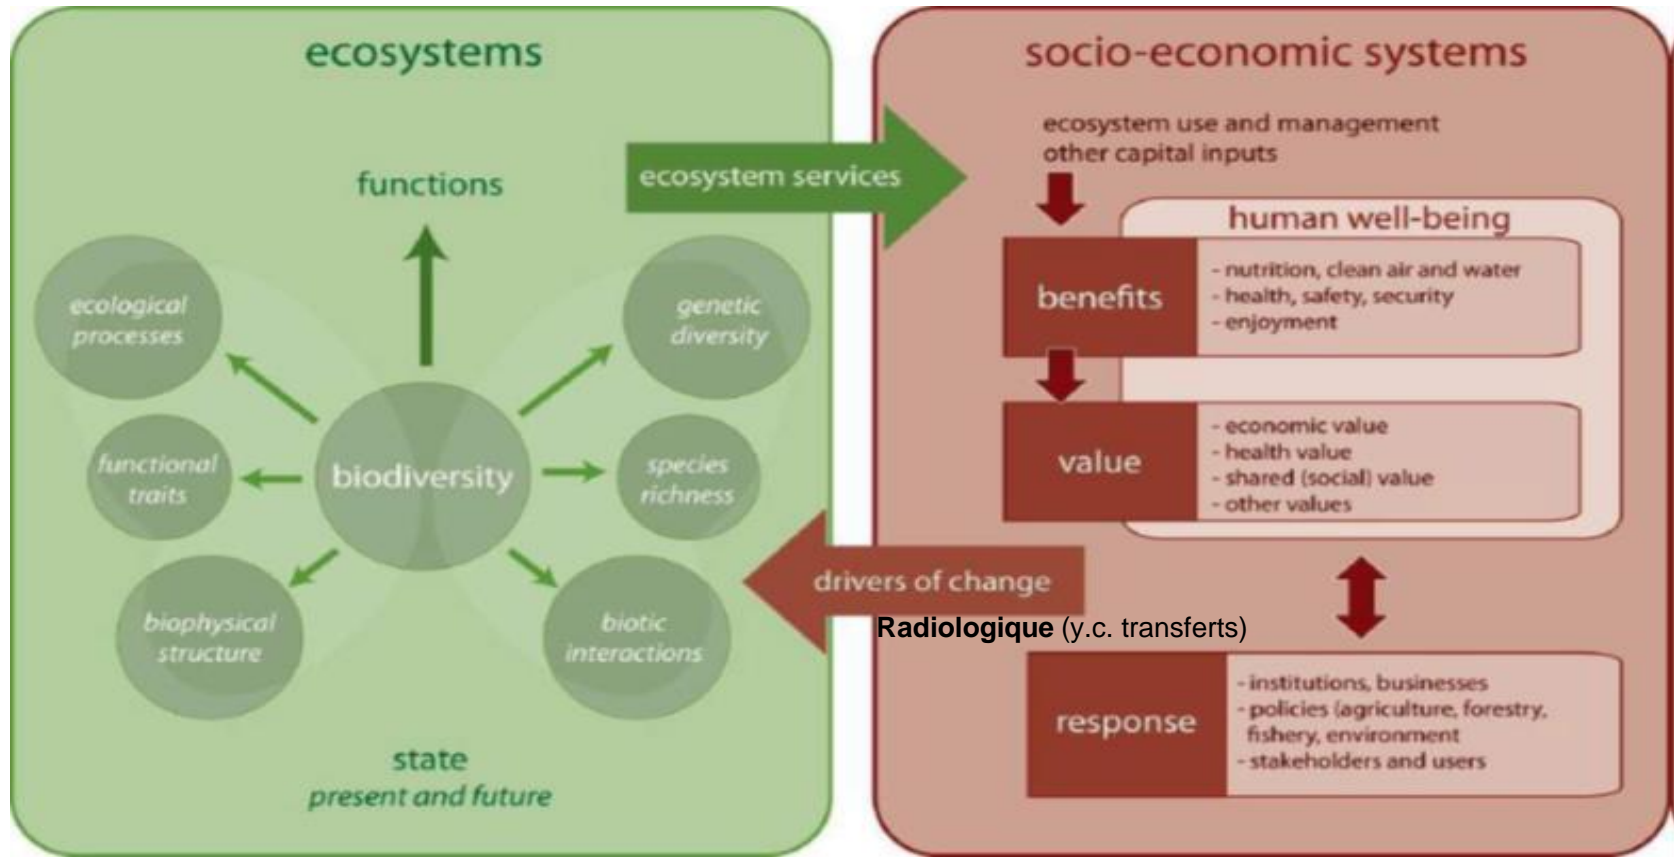 ecosystems
functions
ecological
processes
genetic
diversity
functional
traits
biodiversity
species
richness
biophysical
structure
biotic
interactions
state
present and future
ecosystem services
drivers of change
Radiologique (y.c. transferts)
socio-economic systems
ecosystem use and management
other capital inputs
human well-being
benefits
- nutrition, clean air and water
- health, safety, security
- enjoyment
value
- economic value
- health value
- shared (social) value
- other values
response
- institutions, businesses
- policies (agriculture, forestry,
fishery, environment
- stakeholders and users